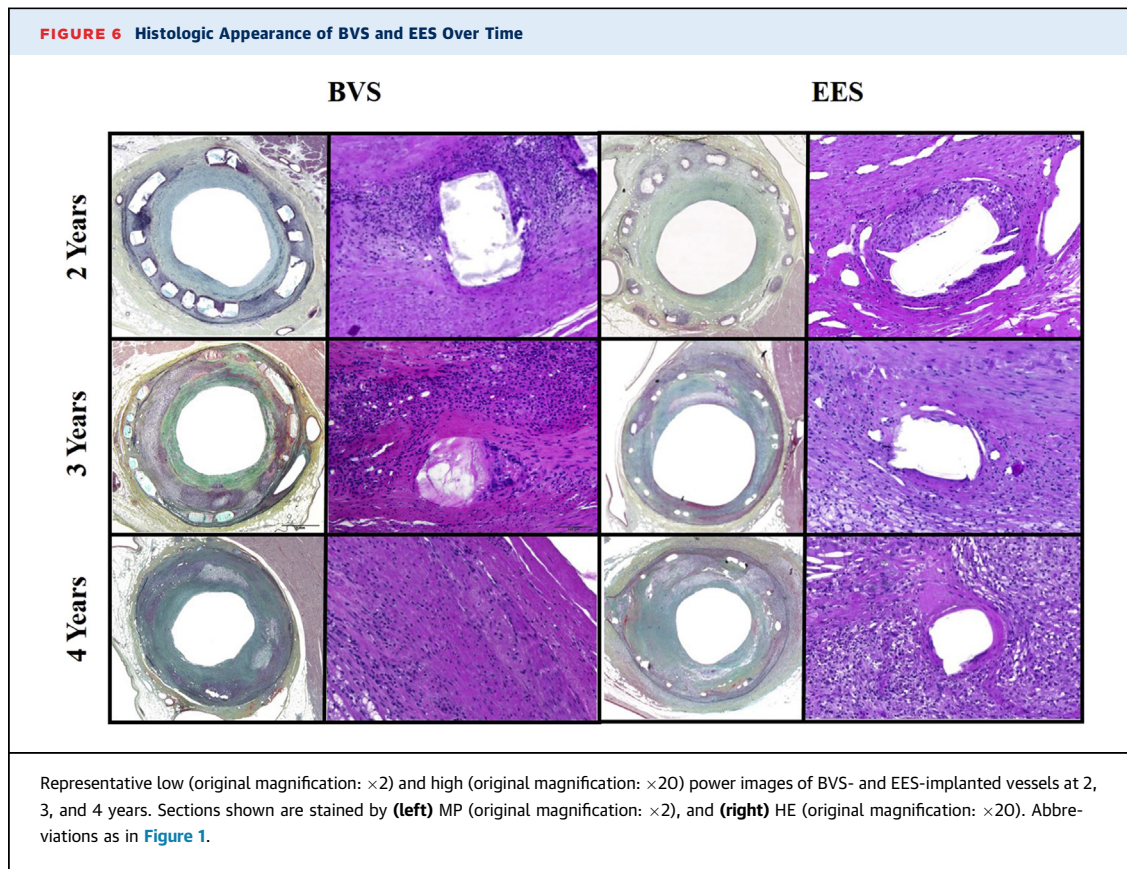 FIGURE 6 Histologic Appearance of BVS and EES Over Time
BVS
EES
2 Years
3 Years
4 Years
Representative low (original magnification: ×2) and high (original magnification: ×20) power images of BVS- and EES-implanted vessels at 2,
3, and 4 years. Sections shown are stained by (left) MP (original magnification: ×2), and (right) HE (original magnification: ×20). Abbre-
viations as in Figure 1.